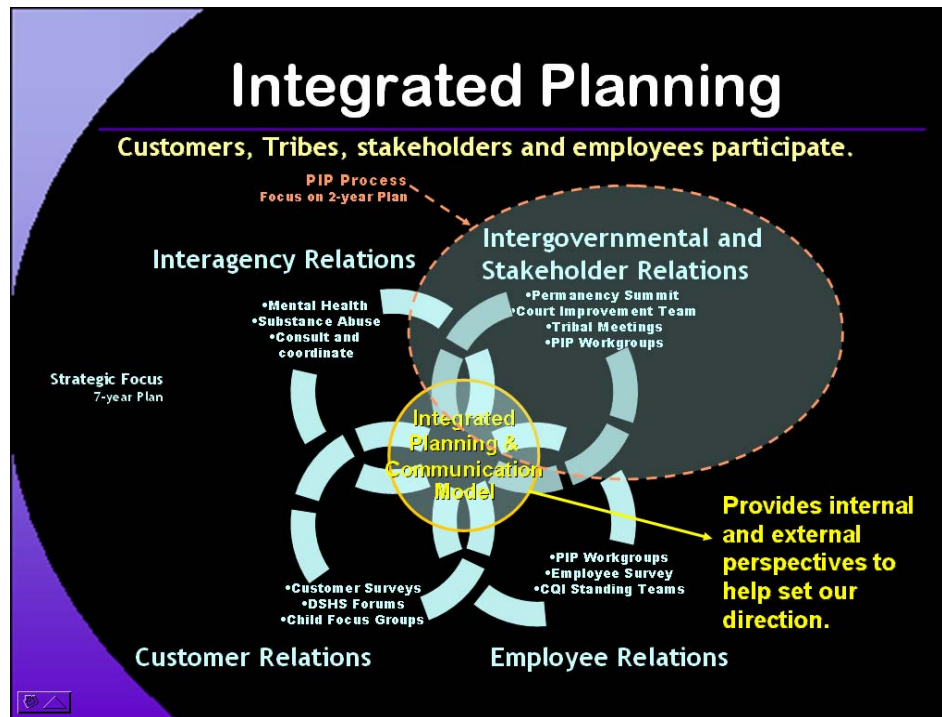 Integrated Planning
Customers, Tribes, stakeholders and employees participate.
PIP Process
Focus on 2-year Plan
Interagency Relations
•Mental Health
•Substance Abuse
•Consult and
coordinate
Intergovernmental and
Stakeholder Relations
•Permanency Summit
•Court Improvement Team
•Tribal Meetings
•PIP Workgroups
Strategic Focus
7-year Plan
Integrated
Planning &
Communication
Model
Provides internal
and external
perspectives to
help set our
direction.
•Customer Surveys
•DSHS Forums
•Child Focus Groups
•PIP Workgroups
•Employee Survey
•CQI Standing Teams
Customer Relations
Employee Relations